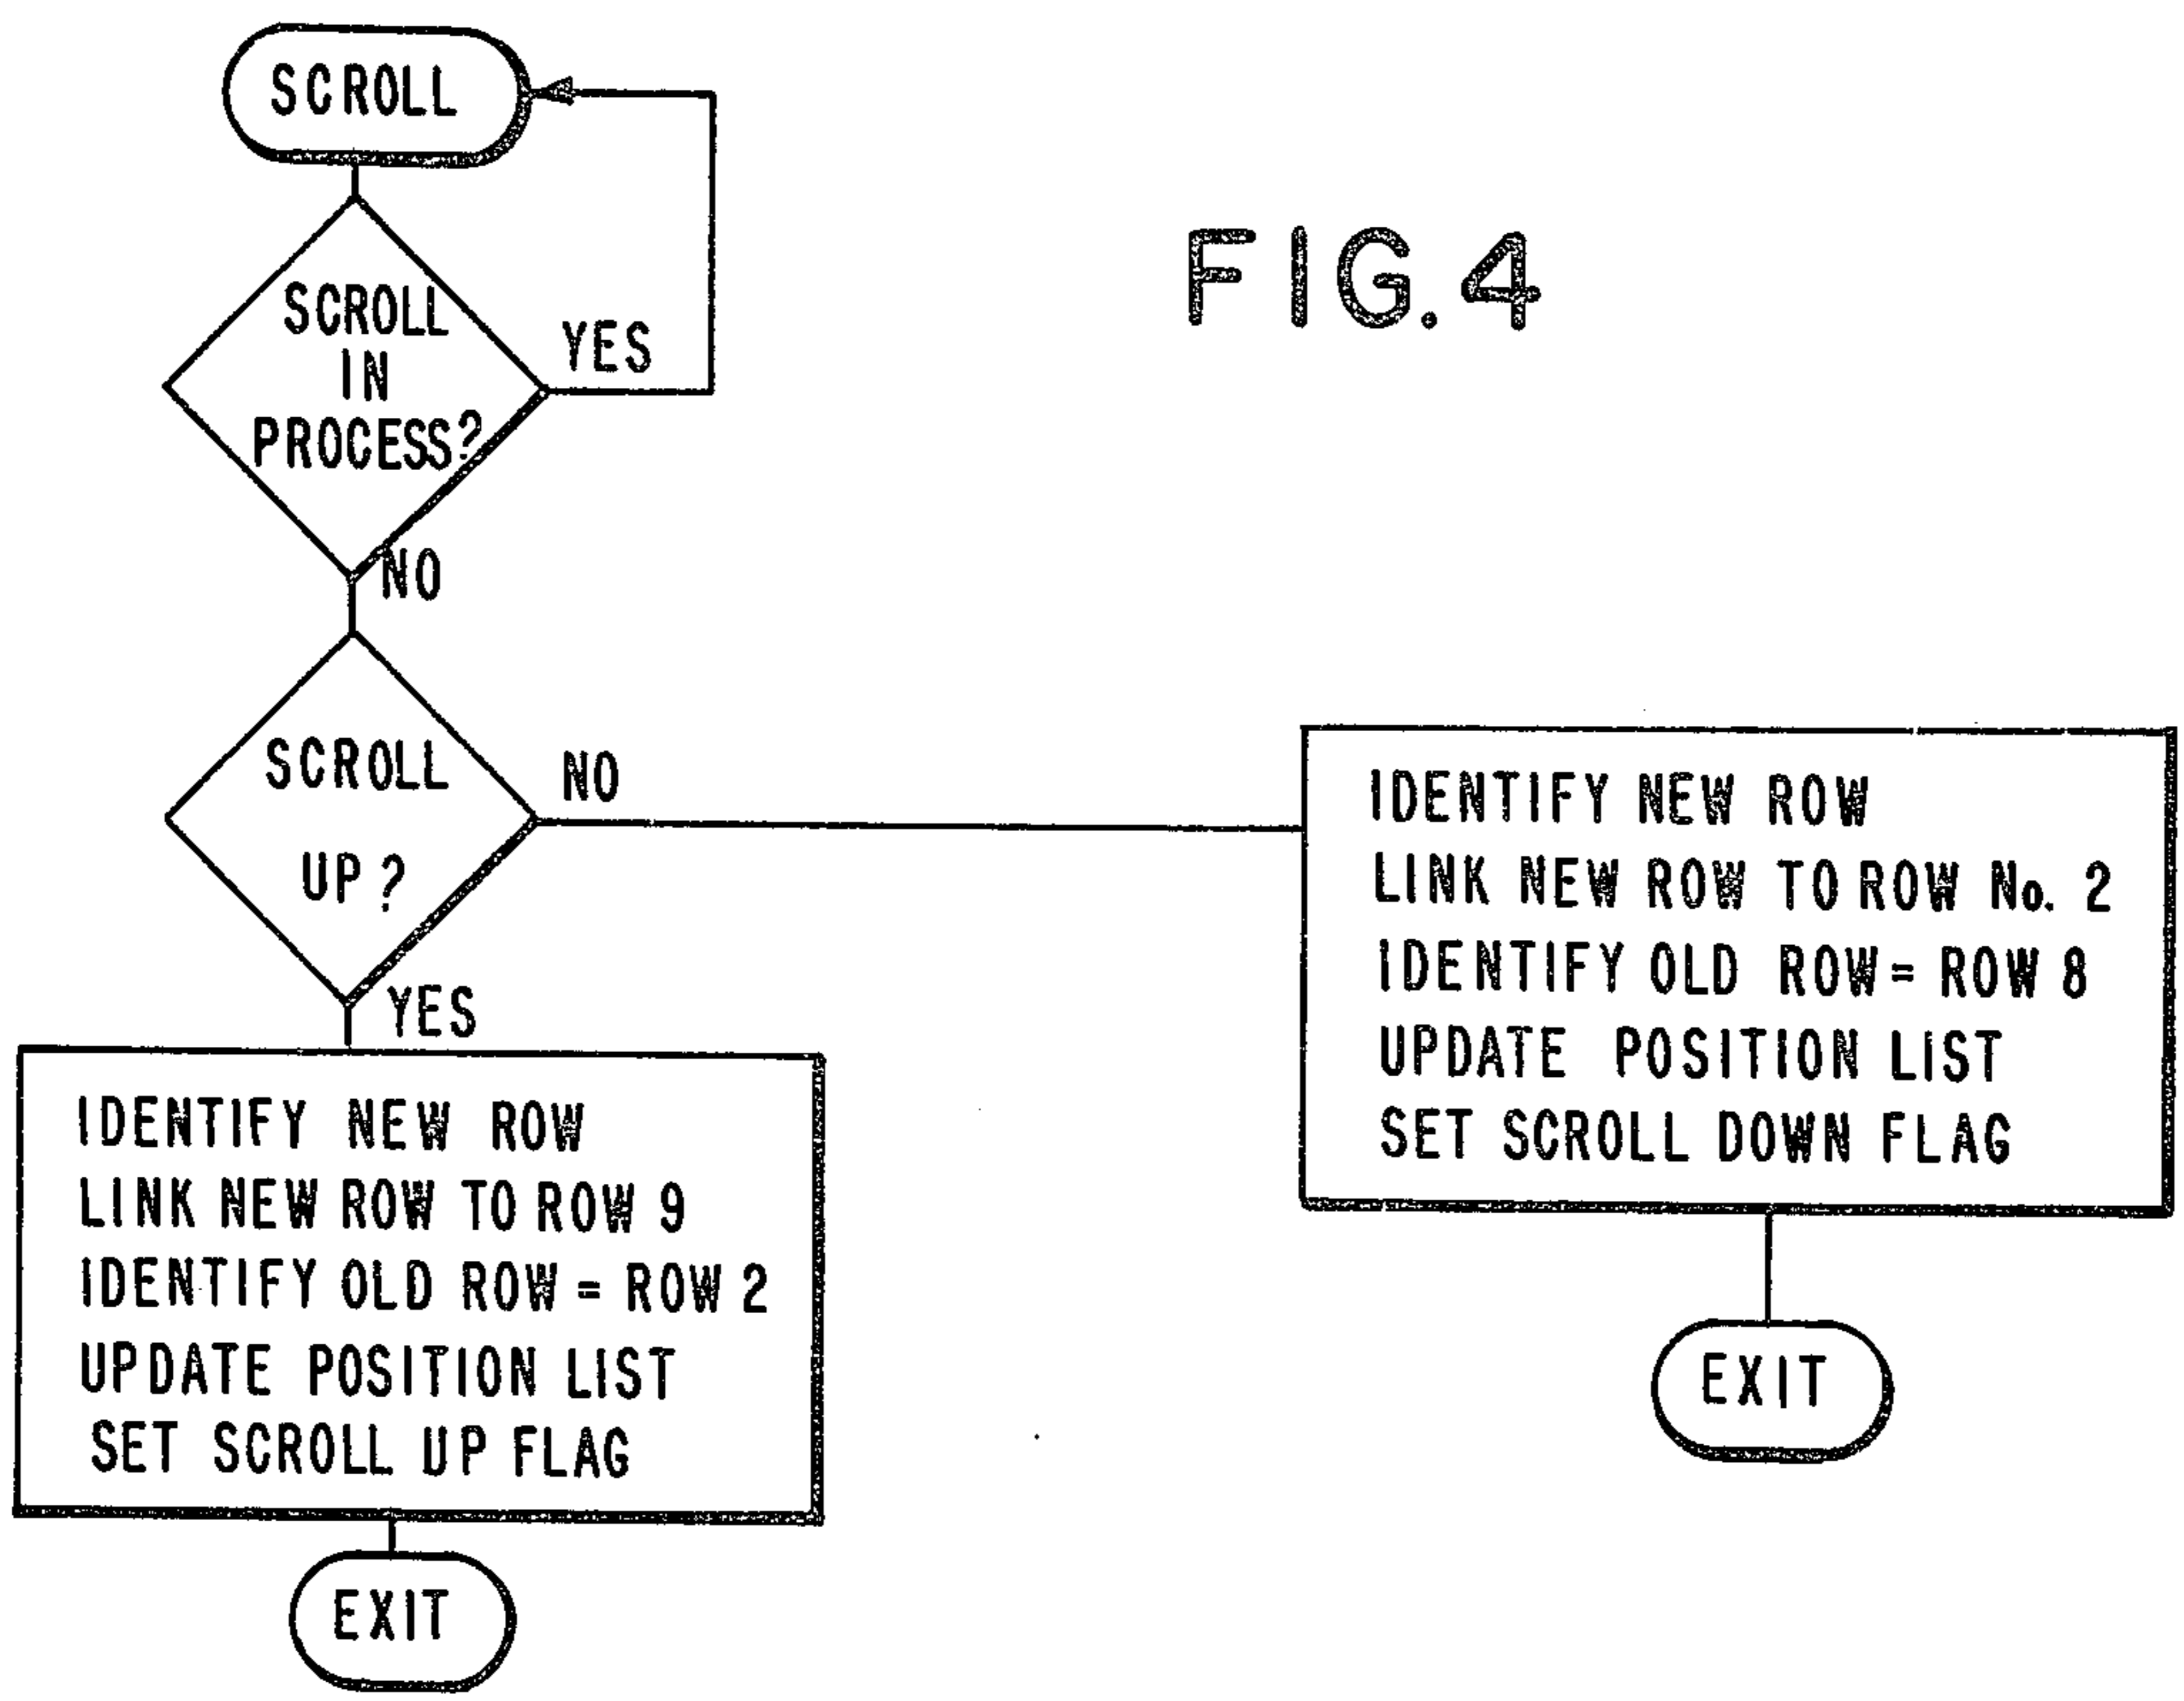 SCROLL
FIG.4
SCROLL
IN
PROCESS?
YES
NO
SCROLL
UP?
NO
YES
IDENTIFY NEW ROW
LINK NEW ROW TO ROW No. 2
IDENTIFY OLD ROW = ROW 8
UPDATE POSITION LIST
SET SCROLL DOWN FLAG
EXIT
IDENTIFY NEW ROW
LINK NEW ROW TO ROW 9
IDENTIFY OLD ROW = ROW 2
UPDATE POSITION LIST
SET SCROLL UP FLAG
EXIT